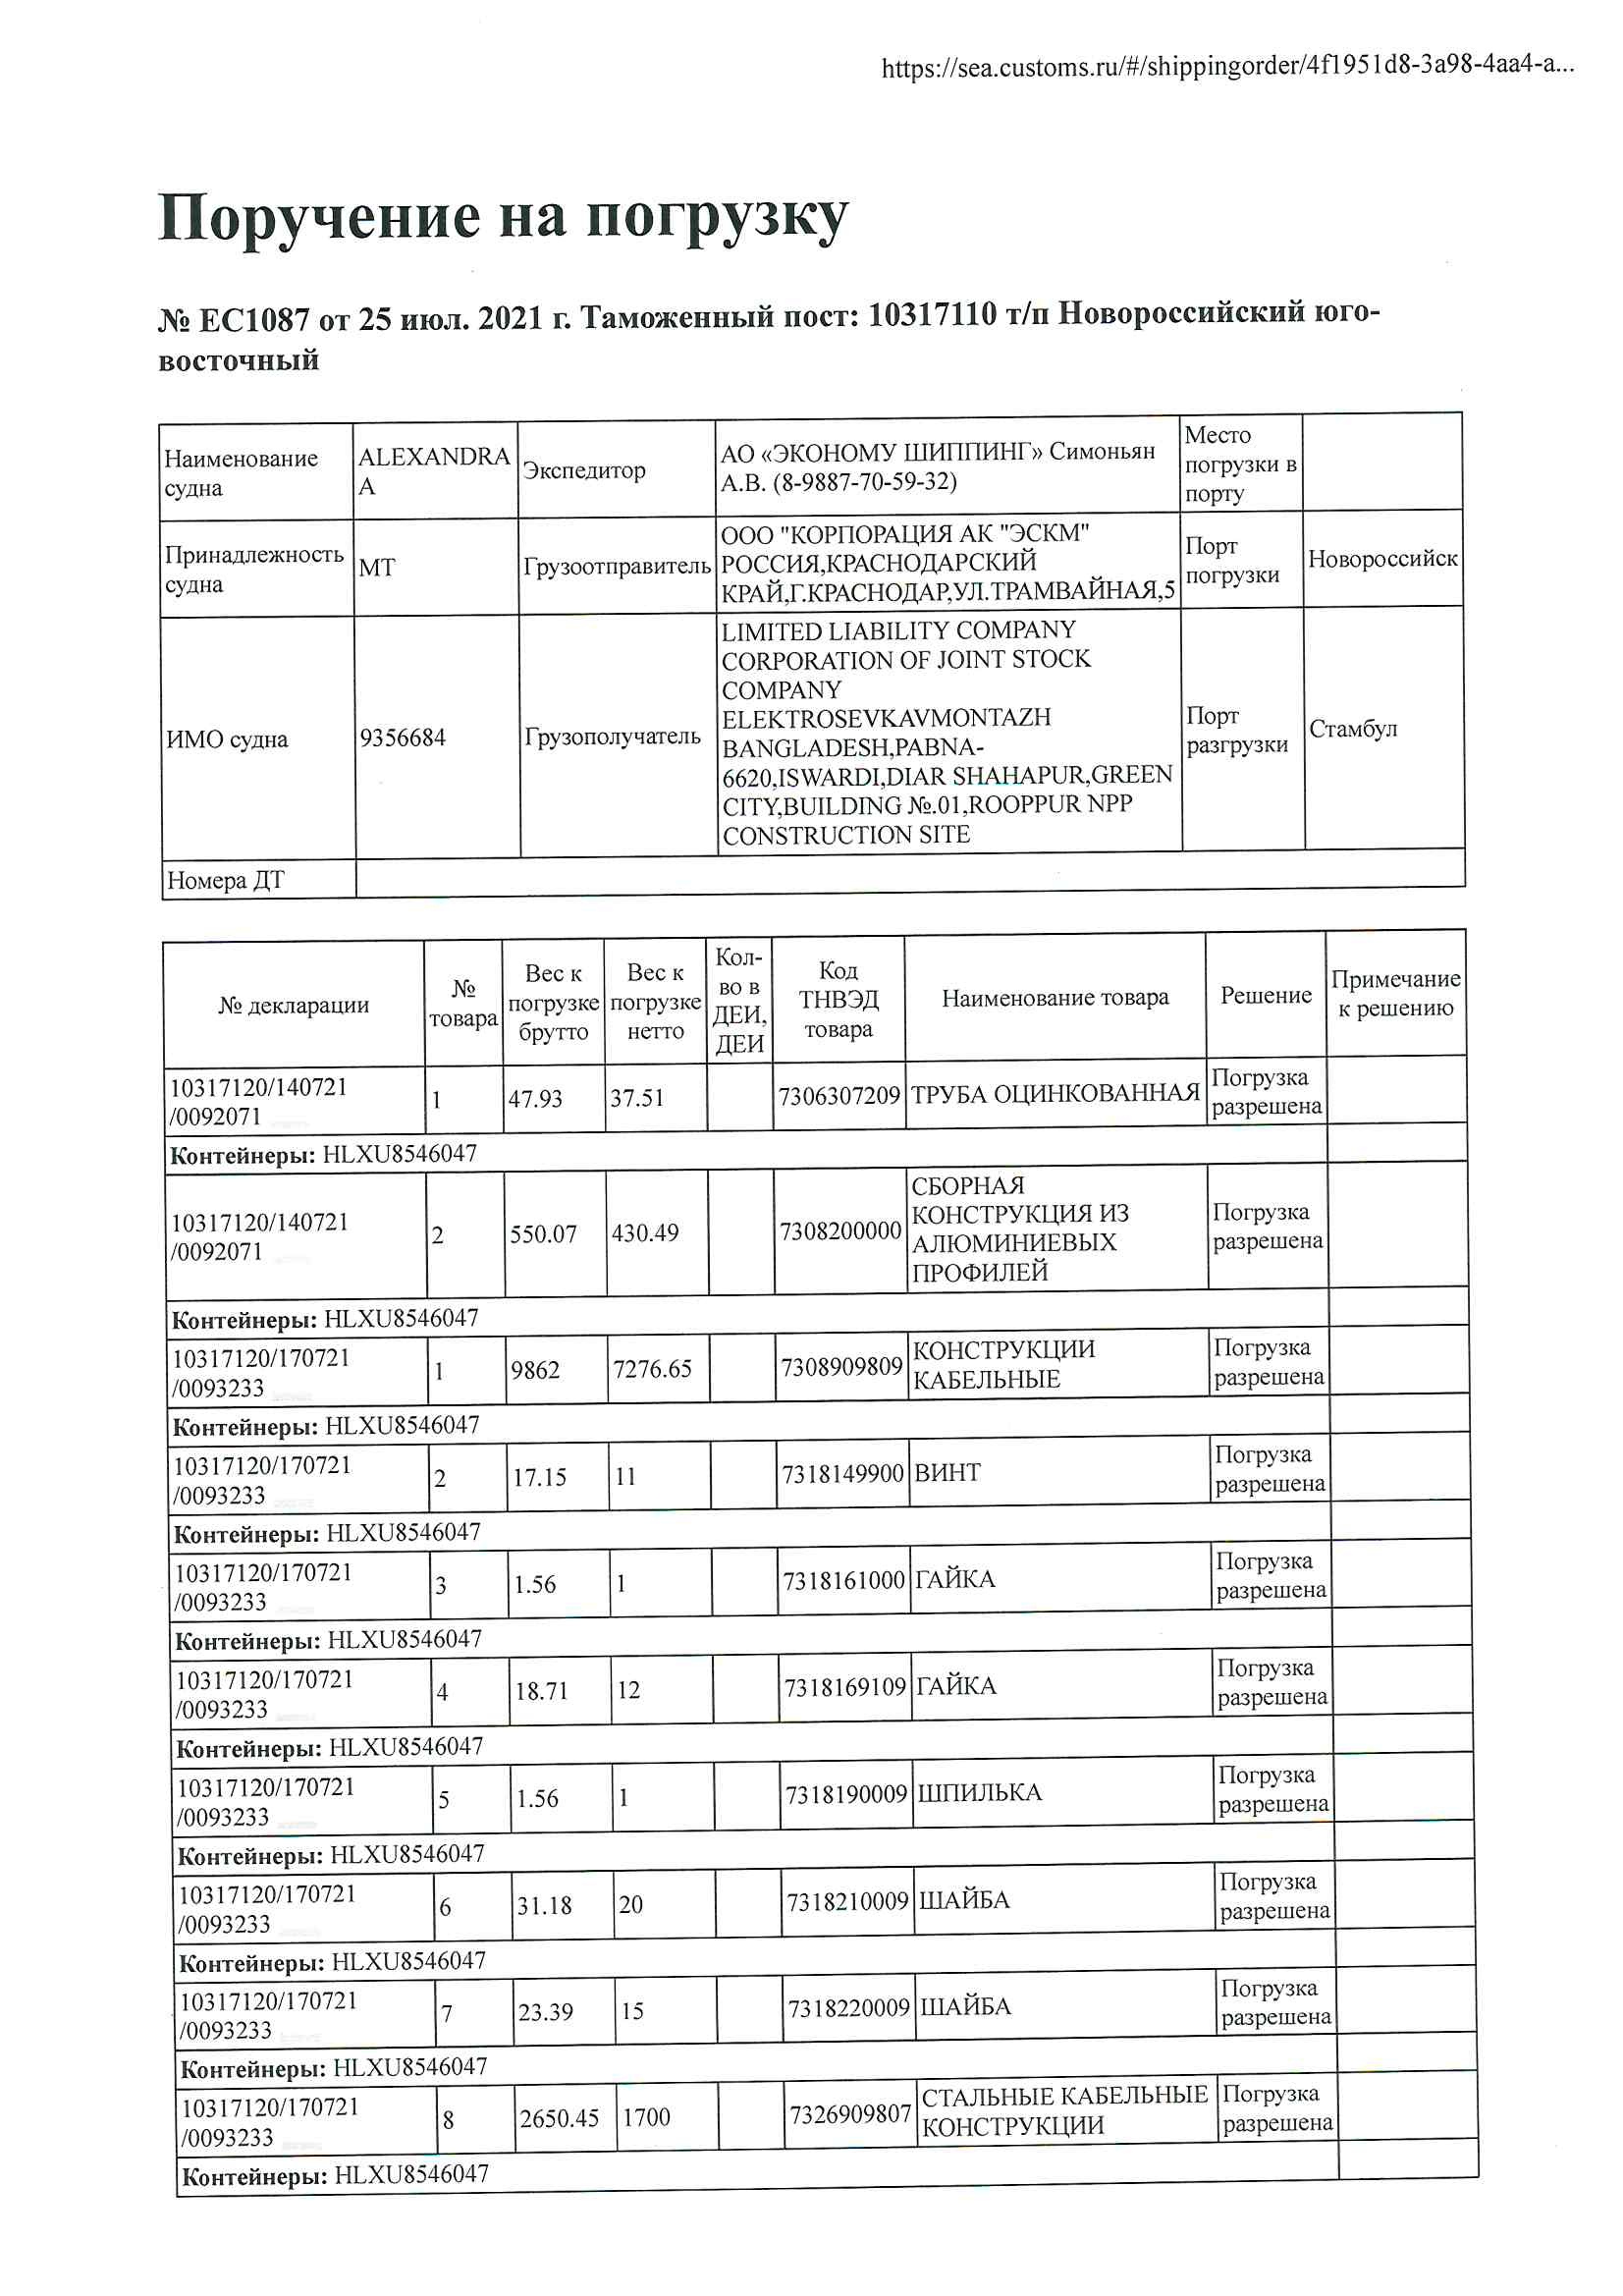 https://sea.customs.ru/#/shippingorder/4f1951d8-3a98-4aa4-a...
Поручение на погрузку
№ ЕС1087 от 25 июл. 2021 г. Таможенный пост: 10317110 т/п Новороссийский юго-
восточный
Наименование
судна
ALEXANDRA
A
Экспедитор
АО «ЭКОНОМУ ШИППИНГ» Симоньян
А.В. (8-9887-70-59-32)
Место
погрузки в
порту
Принадлежность
судна
МТ
Грузоотправитель
ООО "КОРПОРАЦИЯ АК "ЭСКМ"
РОССИЯ,КРАСНОДАРСКИЙ
КРАЙ,Г.КРАСНОДАР,УЛ.ТРАМВАЙНАЯ,5
Порт
погрузки
Новороссийск
ИМО судна
9356684
Грузополучатель
LIMITED LIABILITY COMPANY
CORPORATION OF JOINT STOCK
COMPANY
ELEKTROSEVKAVMONTAZH
BANGLADESH,PABNA-
6620,ISWARDI,DIAR SHAHAPUR,GREEN
CITY,BUILDING №.01,ROOPPUR NPP
CONSTRUCTION SITE
Порт
разгрузки
Стамбул
Номера ДТ
№ декларации
№
товара
Вес к
погрузке
брутто
Вес к
погрузке
нетто
Кол-
во в
ДЕИ,
ДЕИ
Код
ТНВЭД
товара
Наименование товара
Решение
Примечание
к решению
10317120/140721
/0092071
1
47.93
37.51
7306307209
ТРУБА ОЦИНКОВАННАЯ
Погрузка
разрешена
Контейнеры: HLXU8546047
10317120/140721
/0092071
2
550.07
430.49
7308200000
СБОРНАЯ
КОНСТРУКЦИЯ ИЗ
АЛЮМИНИЕВЫХ
ПРОФИЛЕЙ
Погрузка
разрешена
Контейнеры: HLXU8546047
10317120/170721
/0093233
1
9862
7276.65
7308909809
КОНСТРУКЦИИ
КАБЕЛЬНЫЕ
Погрузка
разрешена
Контейнеры: HLXU8546047
10317120/170721
/0093233
2
17.15
11
7318149900
ВИНТ
Погрузка
разрешена
Контейнеры: HLXU8546047
10317120/170721
/0093233
3
1.56
1
7318161000
ГАЙКА
Погрузка
разрешена
Контейнеры: HLXU8546047
10317120/170721
/0093233
4
18.71
12
7318169109
ГАЙКА
Погрузка
разрешена
Контейнеры: HLXU8546047
10317120/170721
/0093233
5
1.56
1
7318190009
ШПИЛЬКА
Погрузка
разрешена
Контейнеры: HLXU8546047
10317120/170721
/0093233
6
31.18
20
7318210009
ШАЙБА
Погрузка
разрешена
Контейнеры: HLXU8546047
10317120/170721
/0093233
7
23.39
15
7318220009
ШАЙБА
Погрузка
разрешена
Контейнеры: HLXU8546047
10317120/170721
/0093233
8
2650.45
1700
7326909807
СТАЛЬНЫЕ КАБЕЛЬНЫЕ
КОНСТРУКЦИИ
Погрузка
разрешена
Контейнеры: HLXU8546047